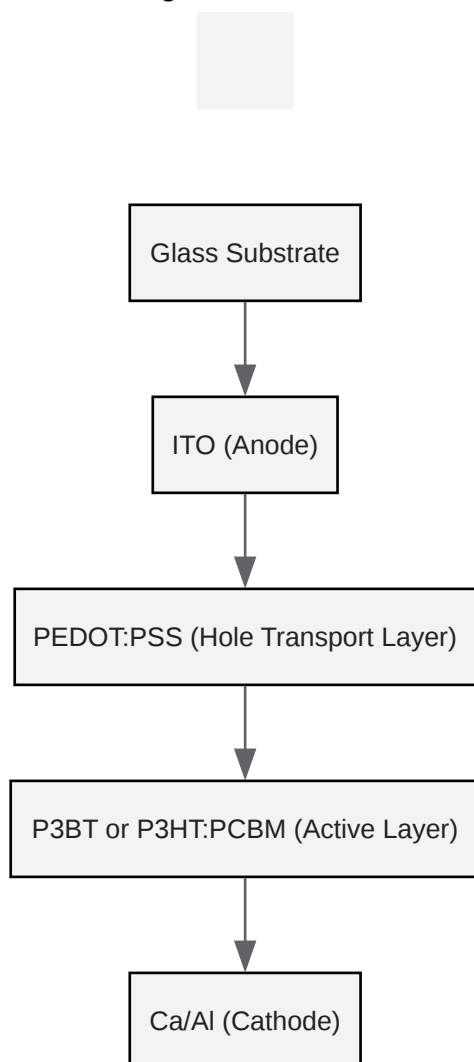 Glass Substrate
ITO (Anode)
PEDOT:PSS (Hole Transport Layer)
P3BT or P3HT:PCBM (Active Layer)
Ca/Al (Cathode)